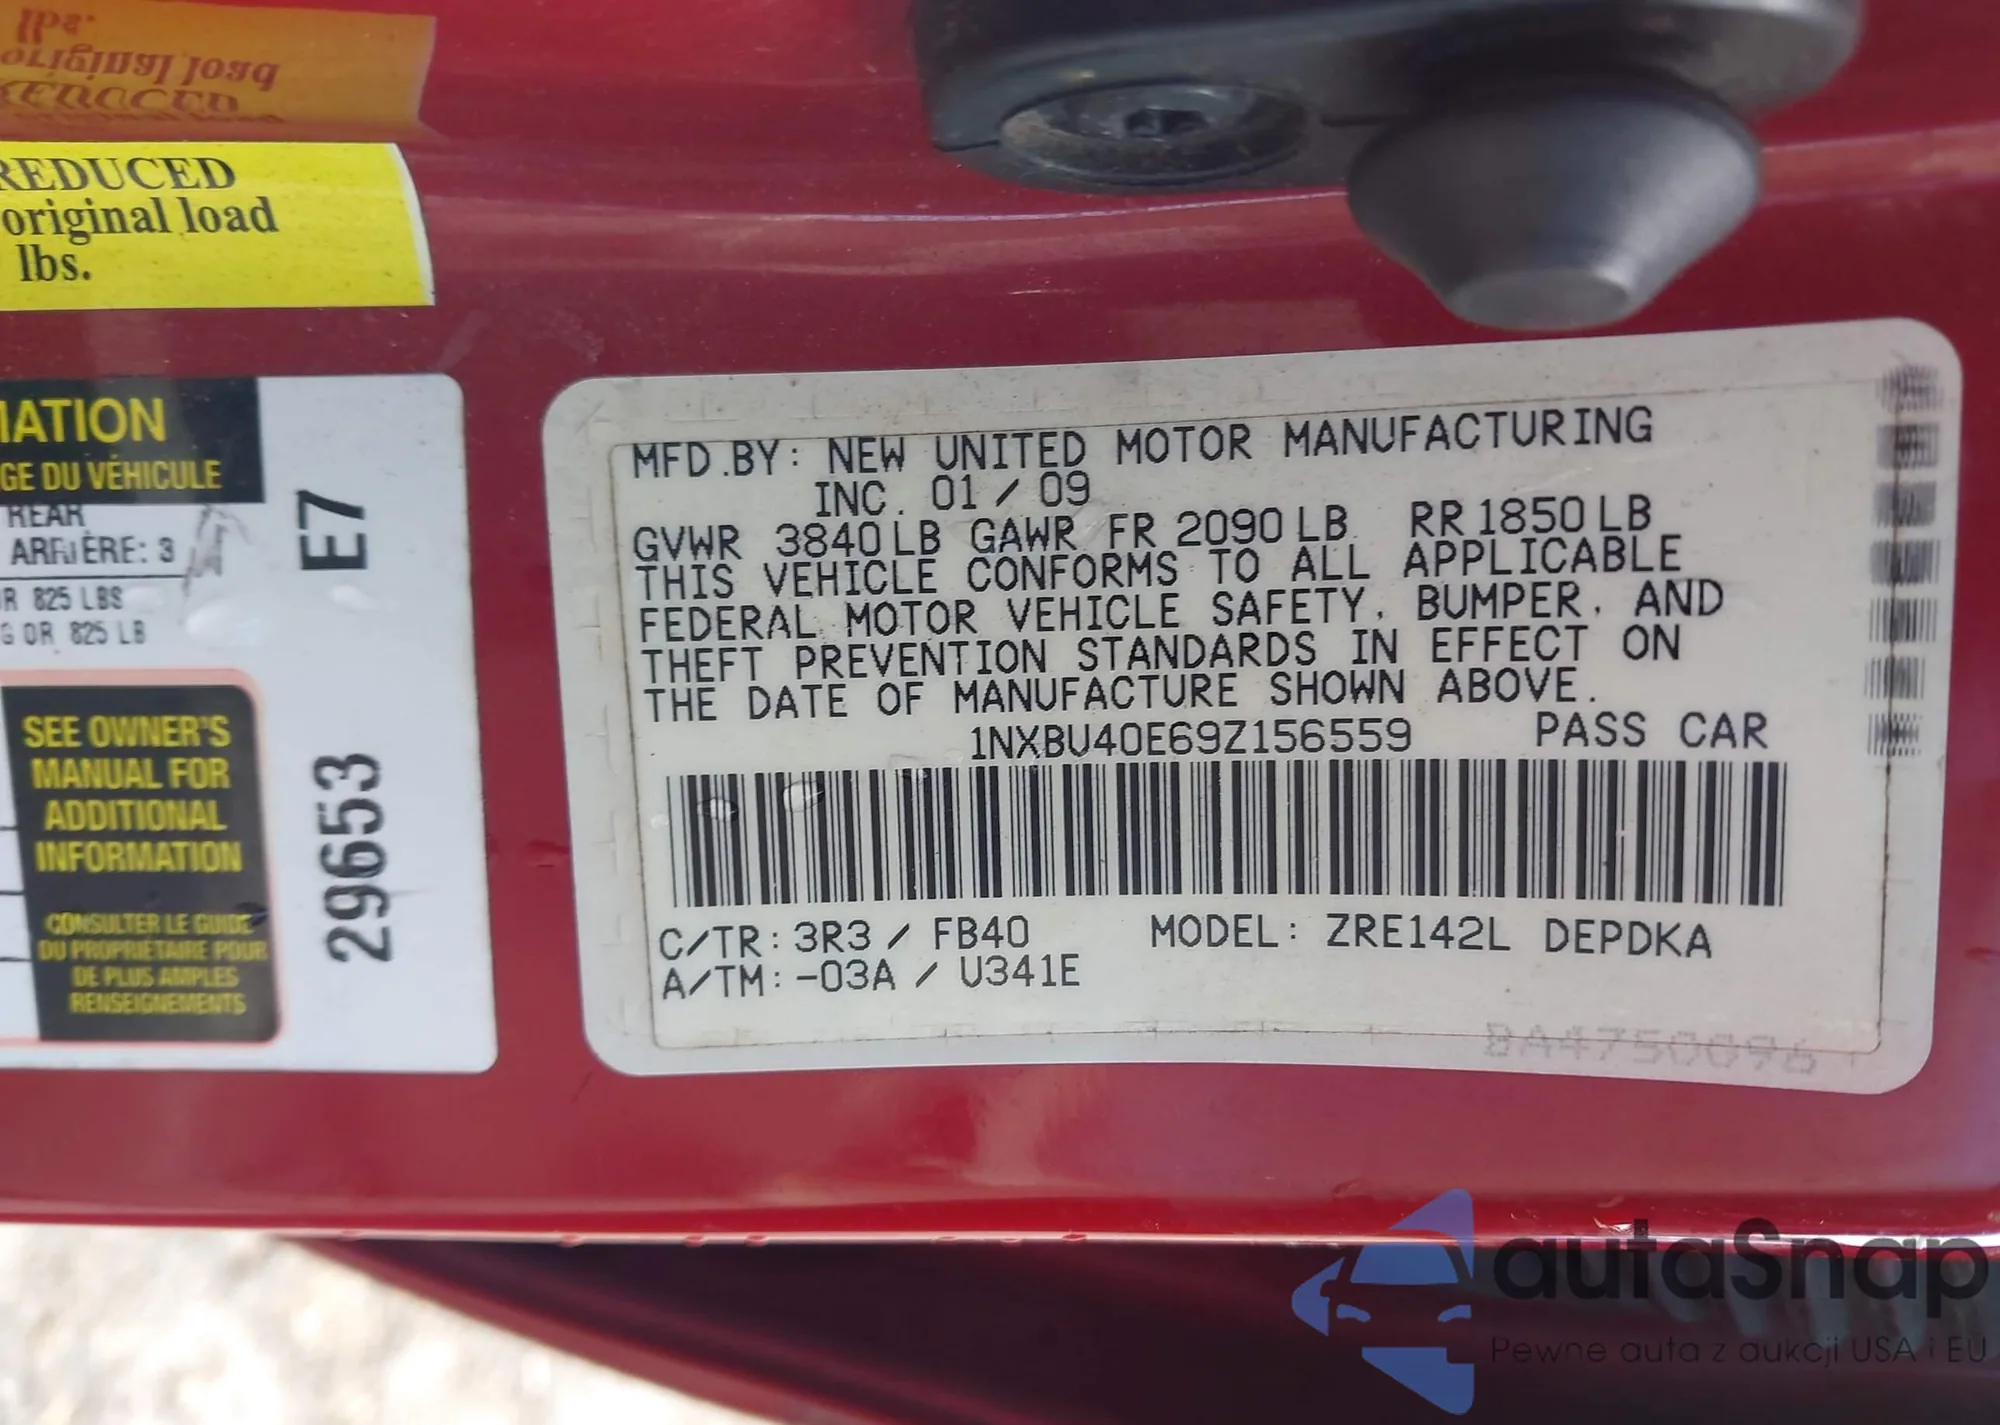 REDUCED
original load
lbs.
MATION
GE DU VÉHICULE
REAR
ARRIÈRE: 3
R 825 LBS
G OR 825 LB
SEE OWNER'S
MANUAL FOR
ADDITIONAL
INFORMATION
CONSULTER LE GUIDE
DU PROPRIÉTAIRE POUR
DE PLUS AMPLES
RENSEIGNEMENTS
E7
29653
MFD.BY: NEW UNITED MOTOR MANUFACTURING
INC. 01 / 09
GVWR 3840LB GAWR FR 2090LB RR 1850LB
THIS VEHICLE CONFORMS TO ALL APPLICABLE
FEDERAL MOTOR VEHICLE SAFETY, BUMPER, AND
THEFT PREVENTION STANDARDS IN EFFECT ON
THE DATE OF MANUFACTURE SHOWN ABOVE.
1NXBU40E69Z156559 PASS CAR
C/TR: 3R3 / FB40 MODEL: ZRE142L DEPDKA
A/TM: -03A / U341E
BA4750096
autoSnap
Pewne auta z aukcji USA i EU